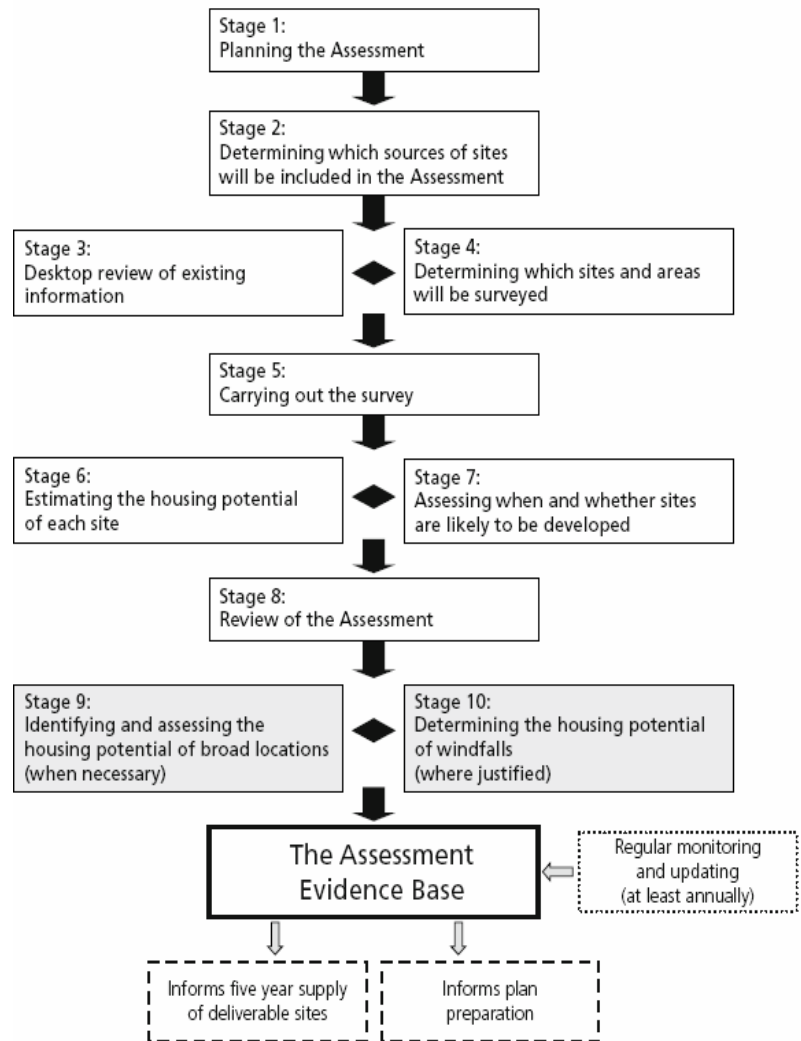 Stage 1:
Planning the Assessment
Stage 2:
Determining which sources of sites
will be included in the Assessment
Stage 3:
Desktop review of existing
information
Stage 4:
Determining which sites and areas
will be surveyed
Stage 5:
Carrying out the survey
Stage 6:
Estimating the housing potential
of each site
Stage 7:
Assessing when and whether sites
are likely to be developed
Stage 8:
Review of the Assessment
Stage 9:
Identifying and assessing the
housing potential of broad locations
(when necessary)
Stage 10:
Determining the housing potential
of windfalls
(where justified)
The Assessment
Evidence Base
Regular monitoring
and updating
(at least annually)
Informs five year supply
of deliverable sites
Informs plan
preparation